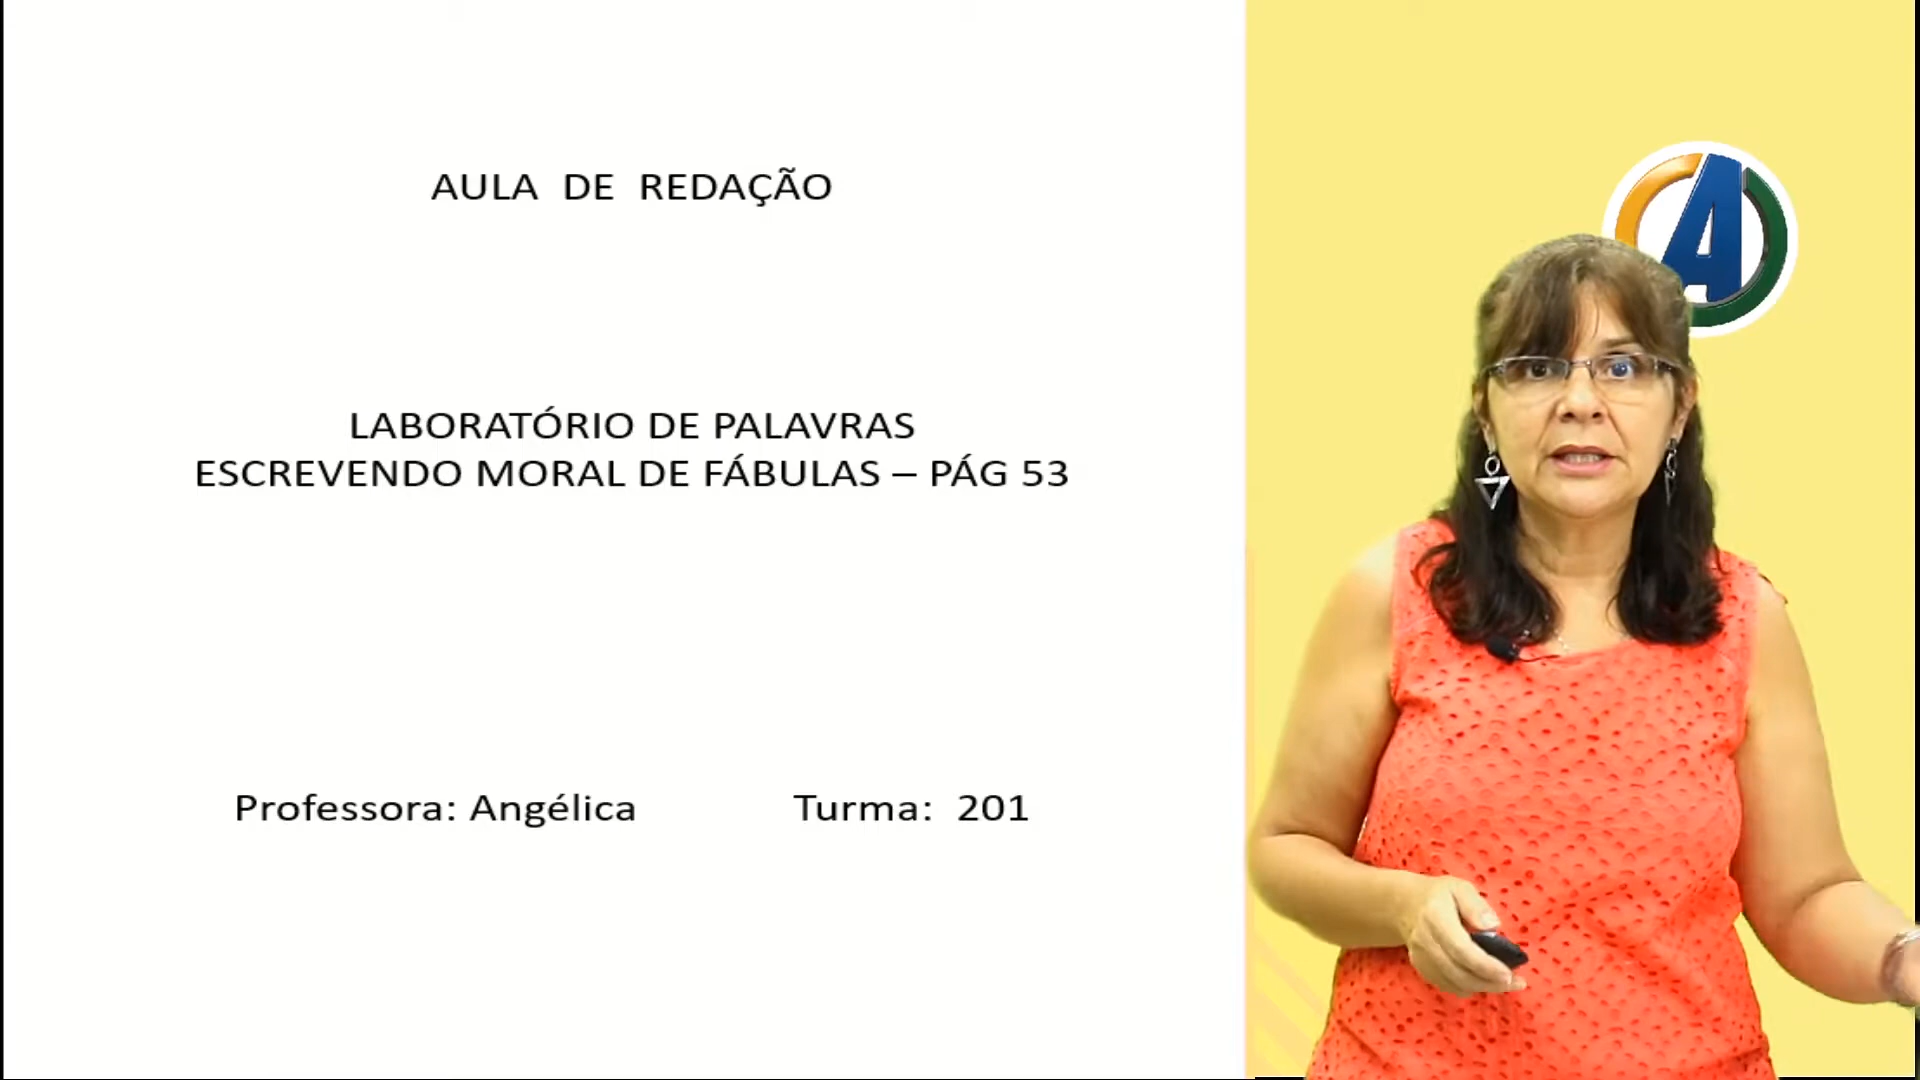 AULA DE REDAÇÃO
LABORATÓRIO DE PALAVRAS
ESCREVENDO MORAL DE FÁBULAS – PÁG 53
Professora: Angélica Turma: 201
A